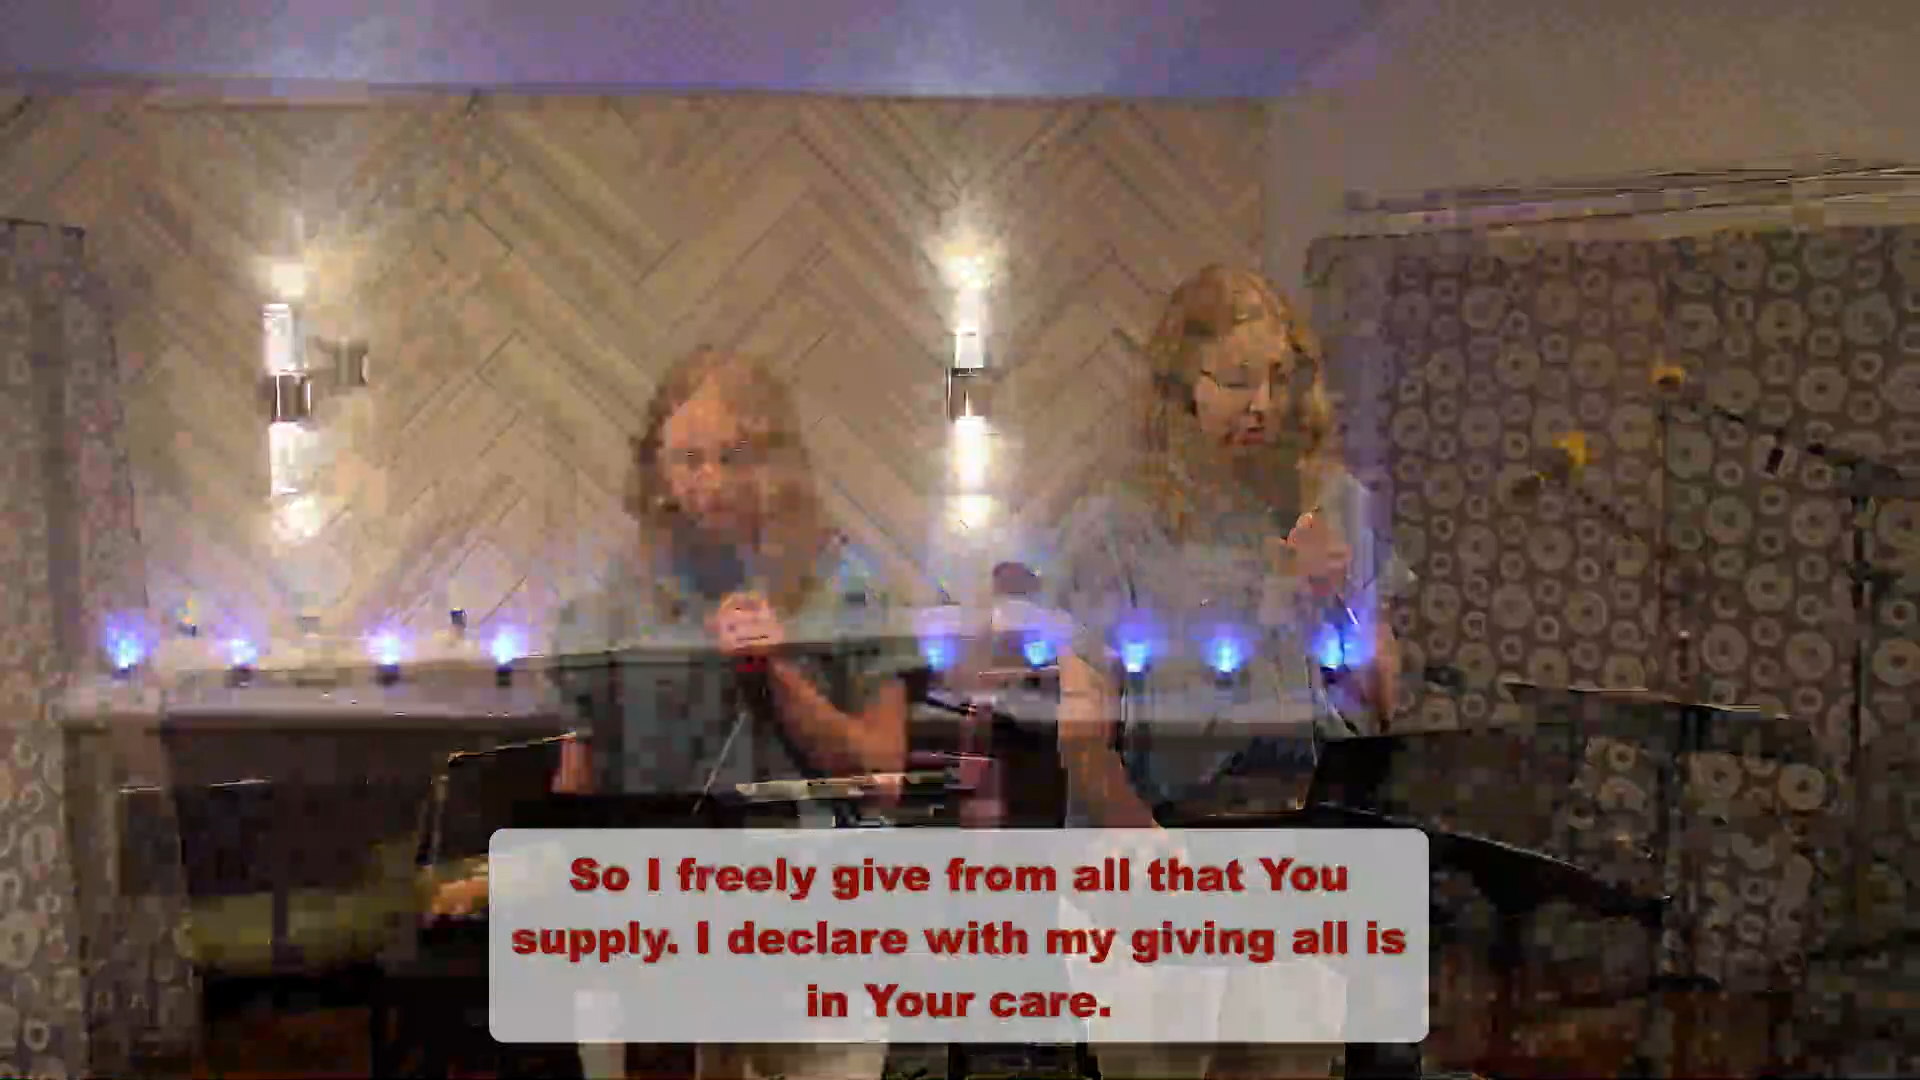 So I freely give from all that You
supply. I declare with my giving all is
in Your care.